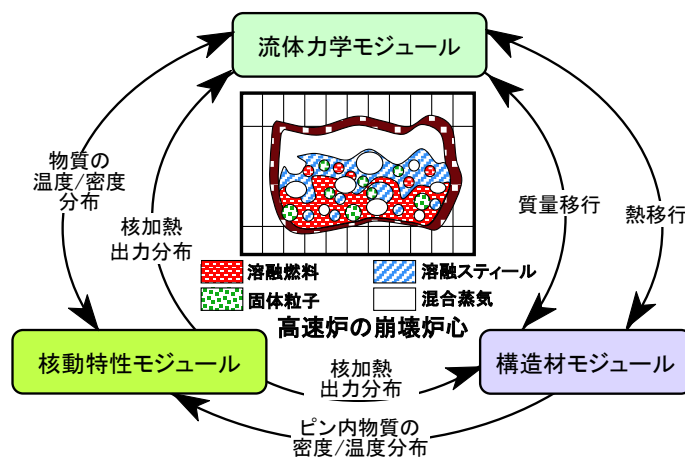 流体力学モジュール
物質の
温度/密度
分布
核加熱
出力分布
質量移行
熱移行
溶融燃料
溶融スティール
固体粒子
混合蒸気
高速炉の崩壊炉心
核動特性モジュール
核加熱
出力分布
構造材モジュール
ピン内物質の
密度/温度分布